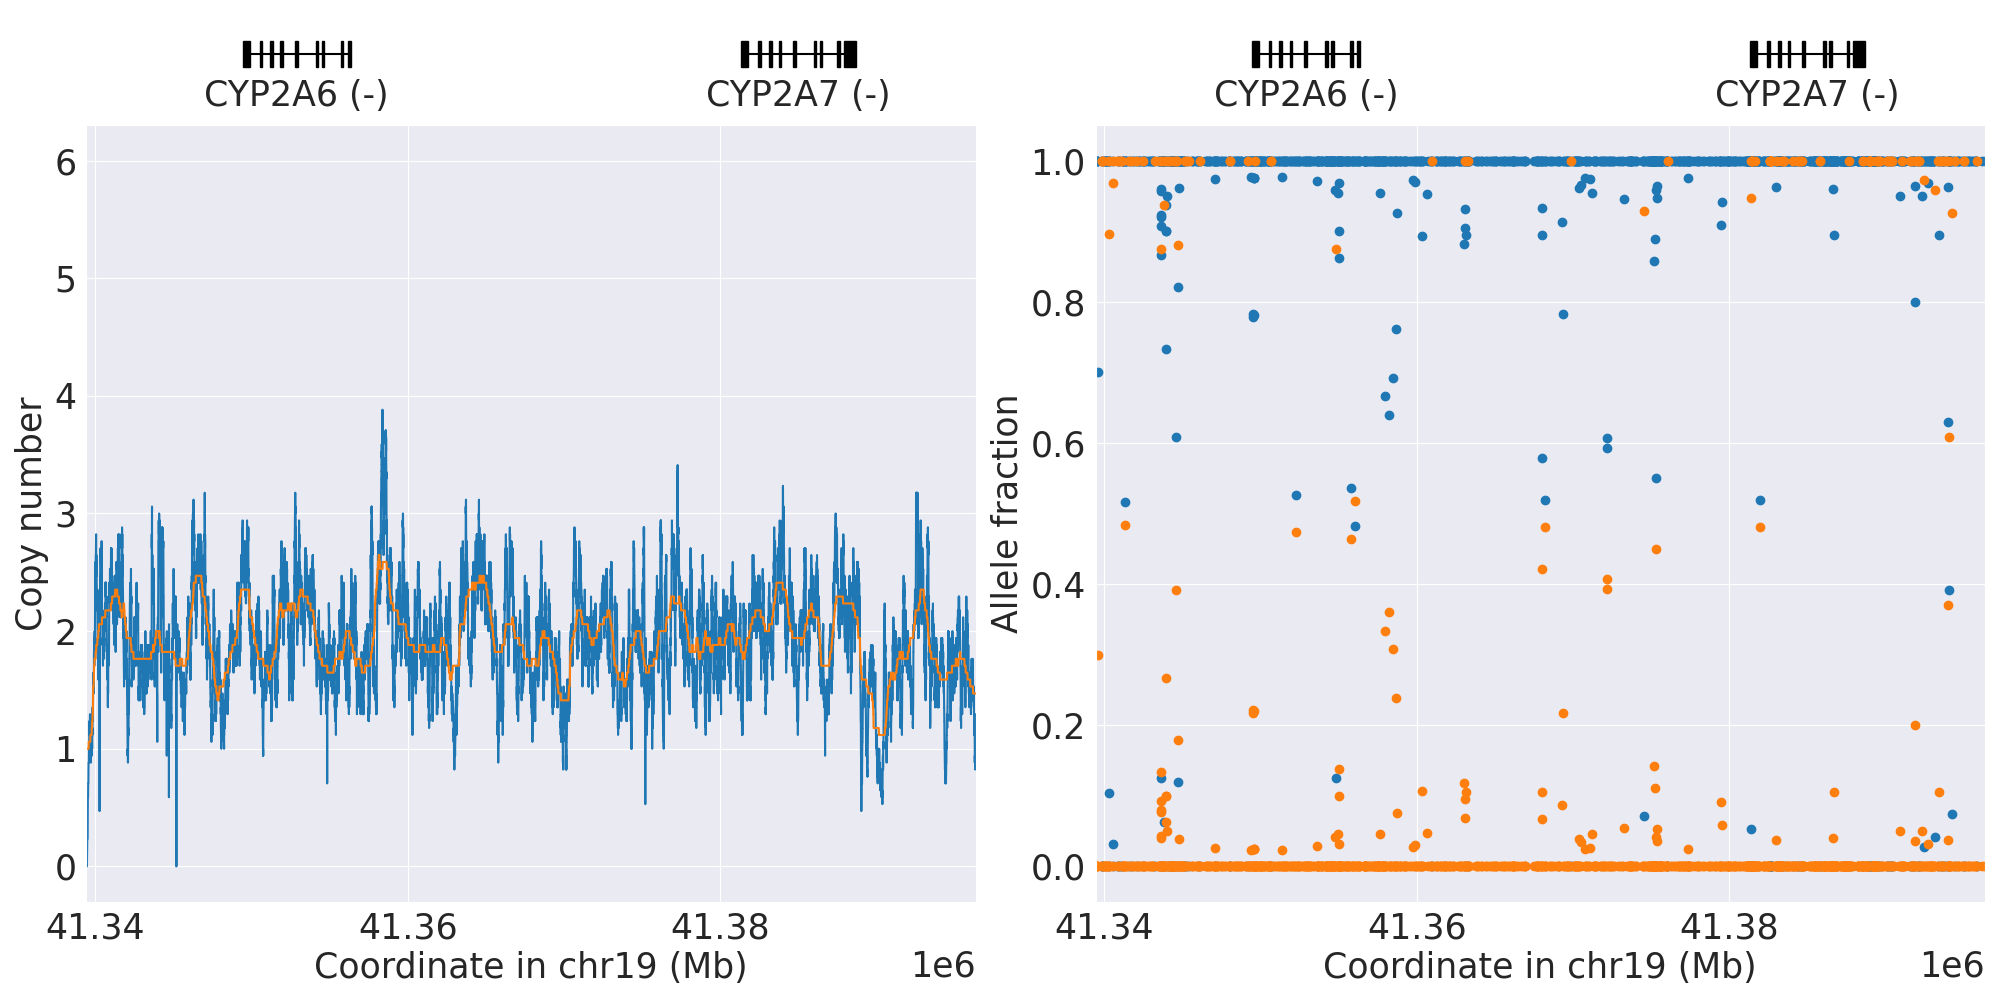 CYP2A6 (-) CYP2A7 (-)
6
5
4
3
2
1
0
Copy number
41.34 41.36 41.38
Coordinate in chr19 (Mb) 1e6
CYP2A6 (-) CYP2A7 (-)
1.0
0.8
0.6
0.4
0.2
0.0
Allele fraction
41.34 41.36 41.38
Coordinate in chr19 (Mb) 1e6